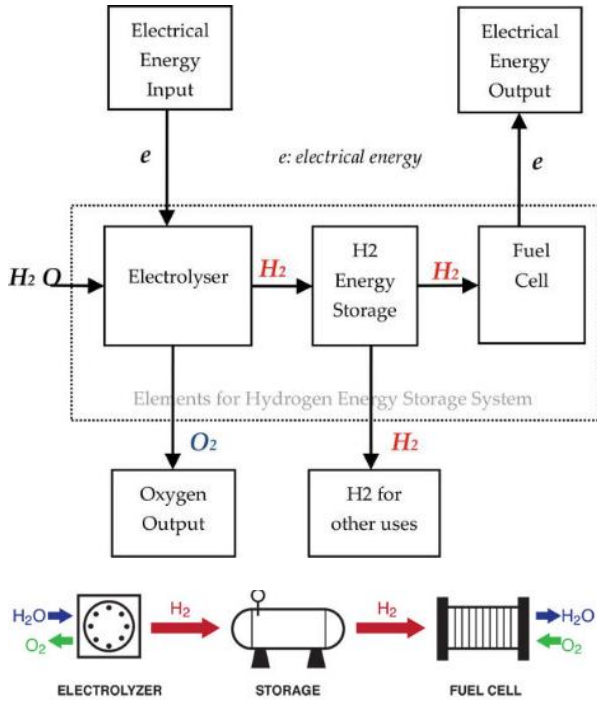 Electrical
Energy
Input
Electrical
Energy
Output
e
e: electrical energy
e
H₂ O
Electrolyser
H₂
H2
Energy
Storage
H₂
Fuel
Cell
Elements for Hydrogen Energy Storage System
O₂
H₂
Oxygen
Output
H2 for
other uses
H₂O
O₂
H₂
H₂
H₂O
O₂
ELECTROLYZER
STORAGE
FUEL CELL